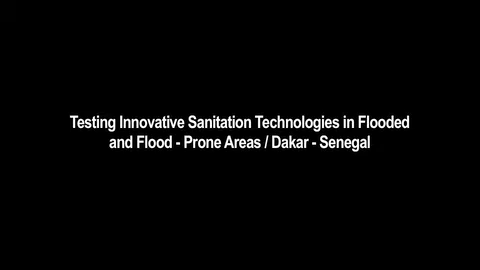 Testing Innovative Sanitation Technologies in Flooded
and Flood - Prone Areas / Dakar - Senegal